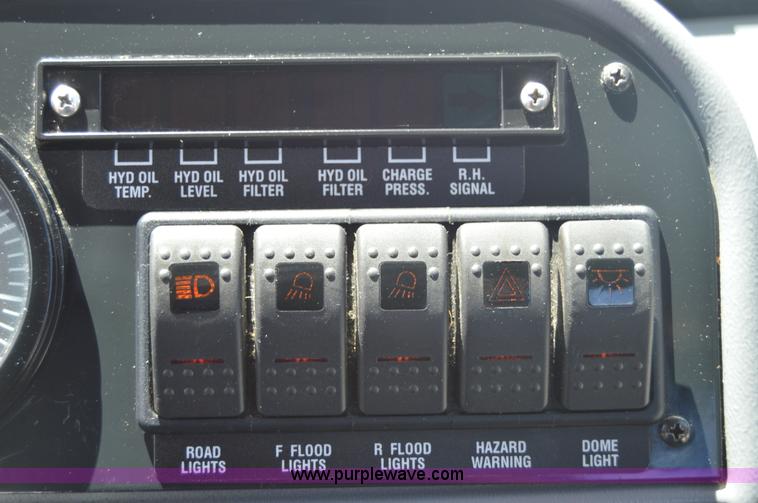 HYD OIL TEMP.
HYD OIL LEVEL
HYD OIL FILTER
HYD OIL FILTER
CHARGE PRESS.
R.H. SIGNAL
ROAD LIGHTS
F FLOOD LIGHTS
R FLOOD LIGHTS
HAZARD WARNING
DOME LIGHT
www.purplewave.com